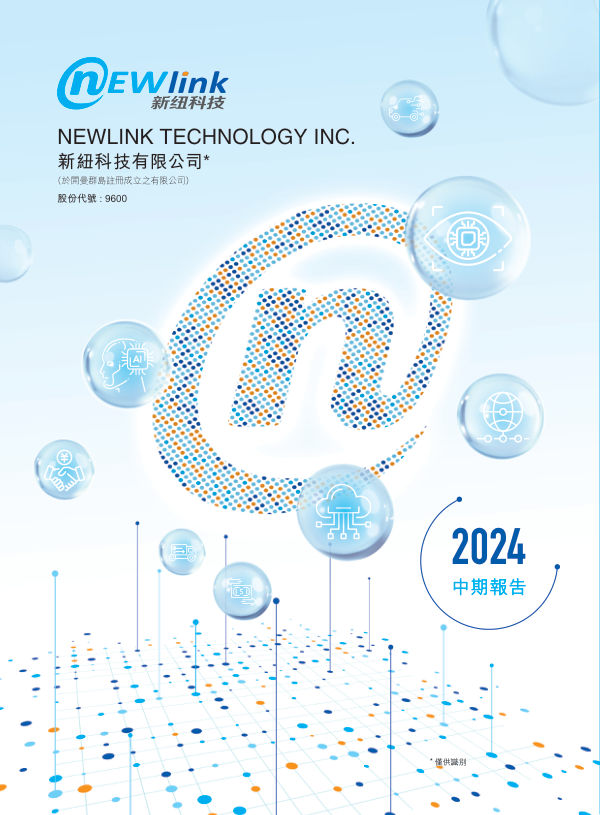 NEWlink
新纽科技
NEWLINK TECHNOLOGY INC.
新紐科技有限公司*
(於開曼群島註冊成立之有限公司)
股份代號 : 9600
AI
¥
2024
中期報告
* 僅供識別